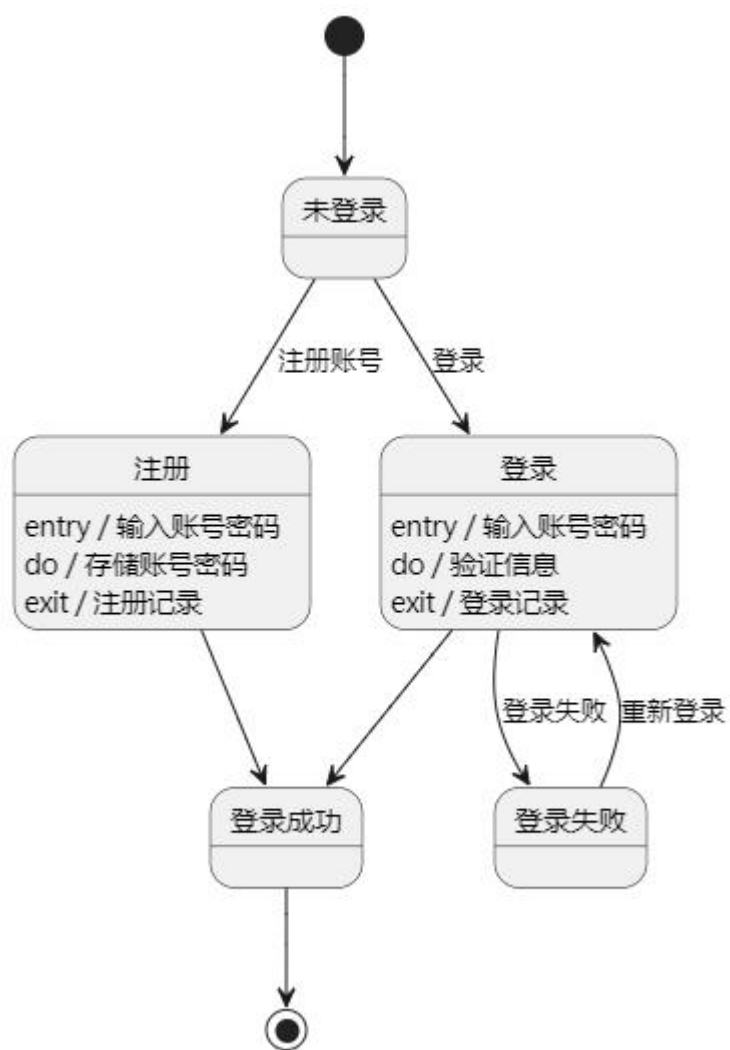 未登录
注册账号
登录
注册
entry / 输入账号密码
do / 存储账号密码
exit / 注册记录
登录
entry / 输入账号密码
do / 验证信息
exit / 登录记录
登录失败
重新登录
登录成功
登录失败